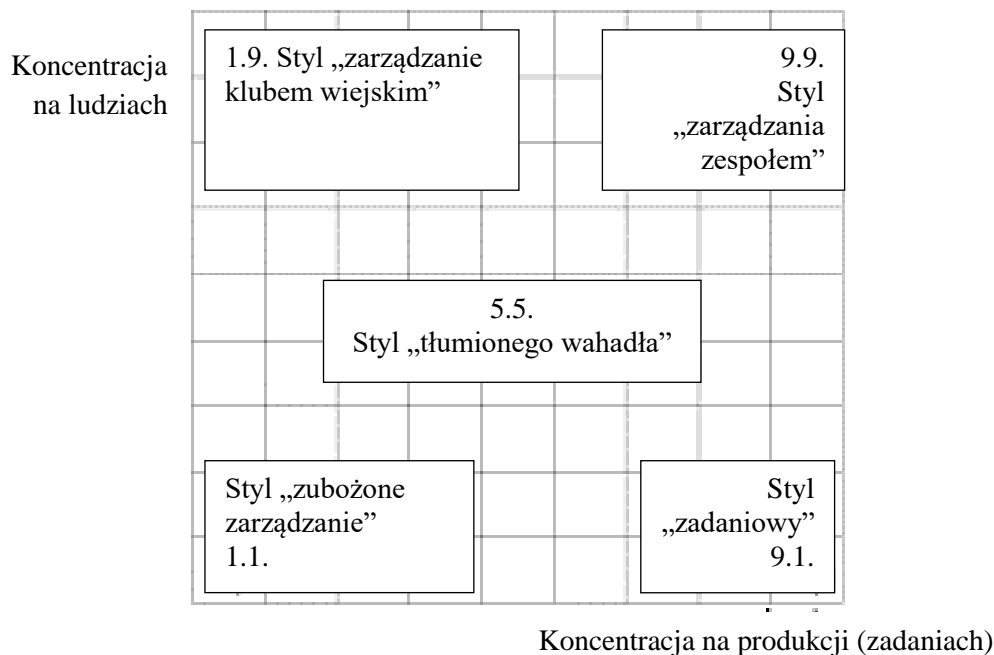 Koncentracja
na ludziach
1.9. Styl „zarządzanie
klubem wiejskim”
9.9.
Styl
„zarządzania
zespołem”
5.5.
Styl „tłumionego wahadła”
Styl „zubożone
zarządzanie”
1.1.
Styl
„zadaniowy”
9.1.
Koncentracja na produkcji (zadaniach)